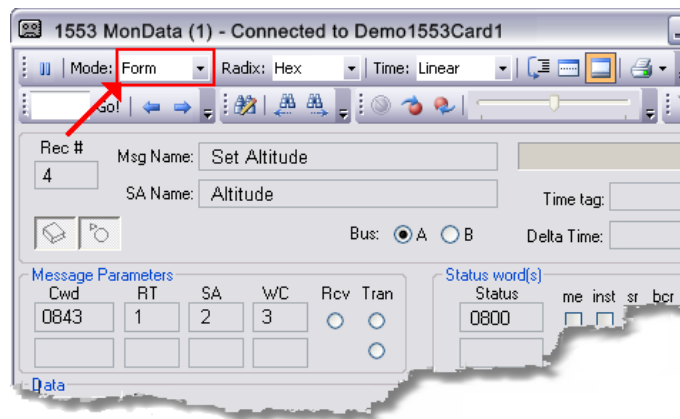 1553 MonData (1) - Connected to Demo1553Card1
Mode: Form Radix: Hex Time: Linear
Go!
Rec #
4
Msg Name: Set Altitude
SA Name: Altitude
Time tag:
Bus: A B Delta Time:
Message Parameters Status word(s)
Cwd RT SA WC Rcv Tran Status me inst sr bcr
0843 1 2 3 0800
Data